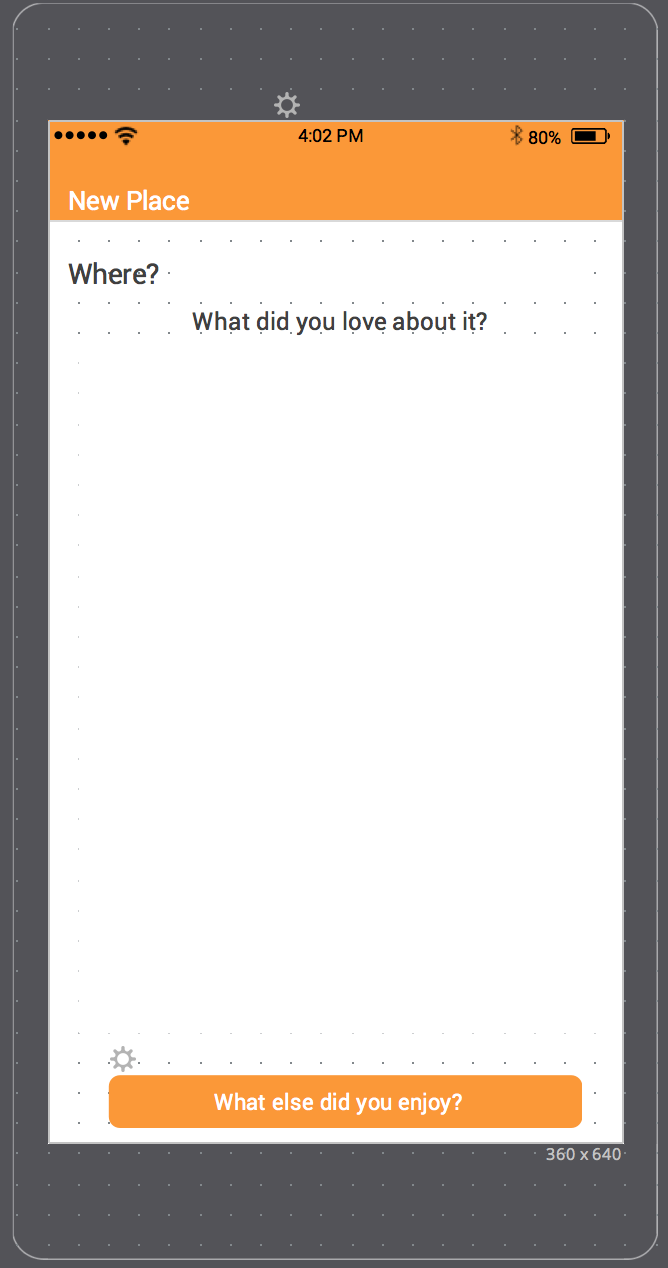 4:02 PM
80%
New Place
Where?
What did you love about it?
What else did you enjoy?
360 x 640